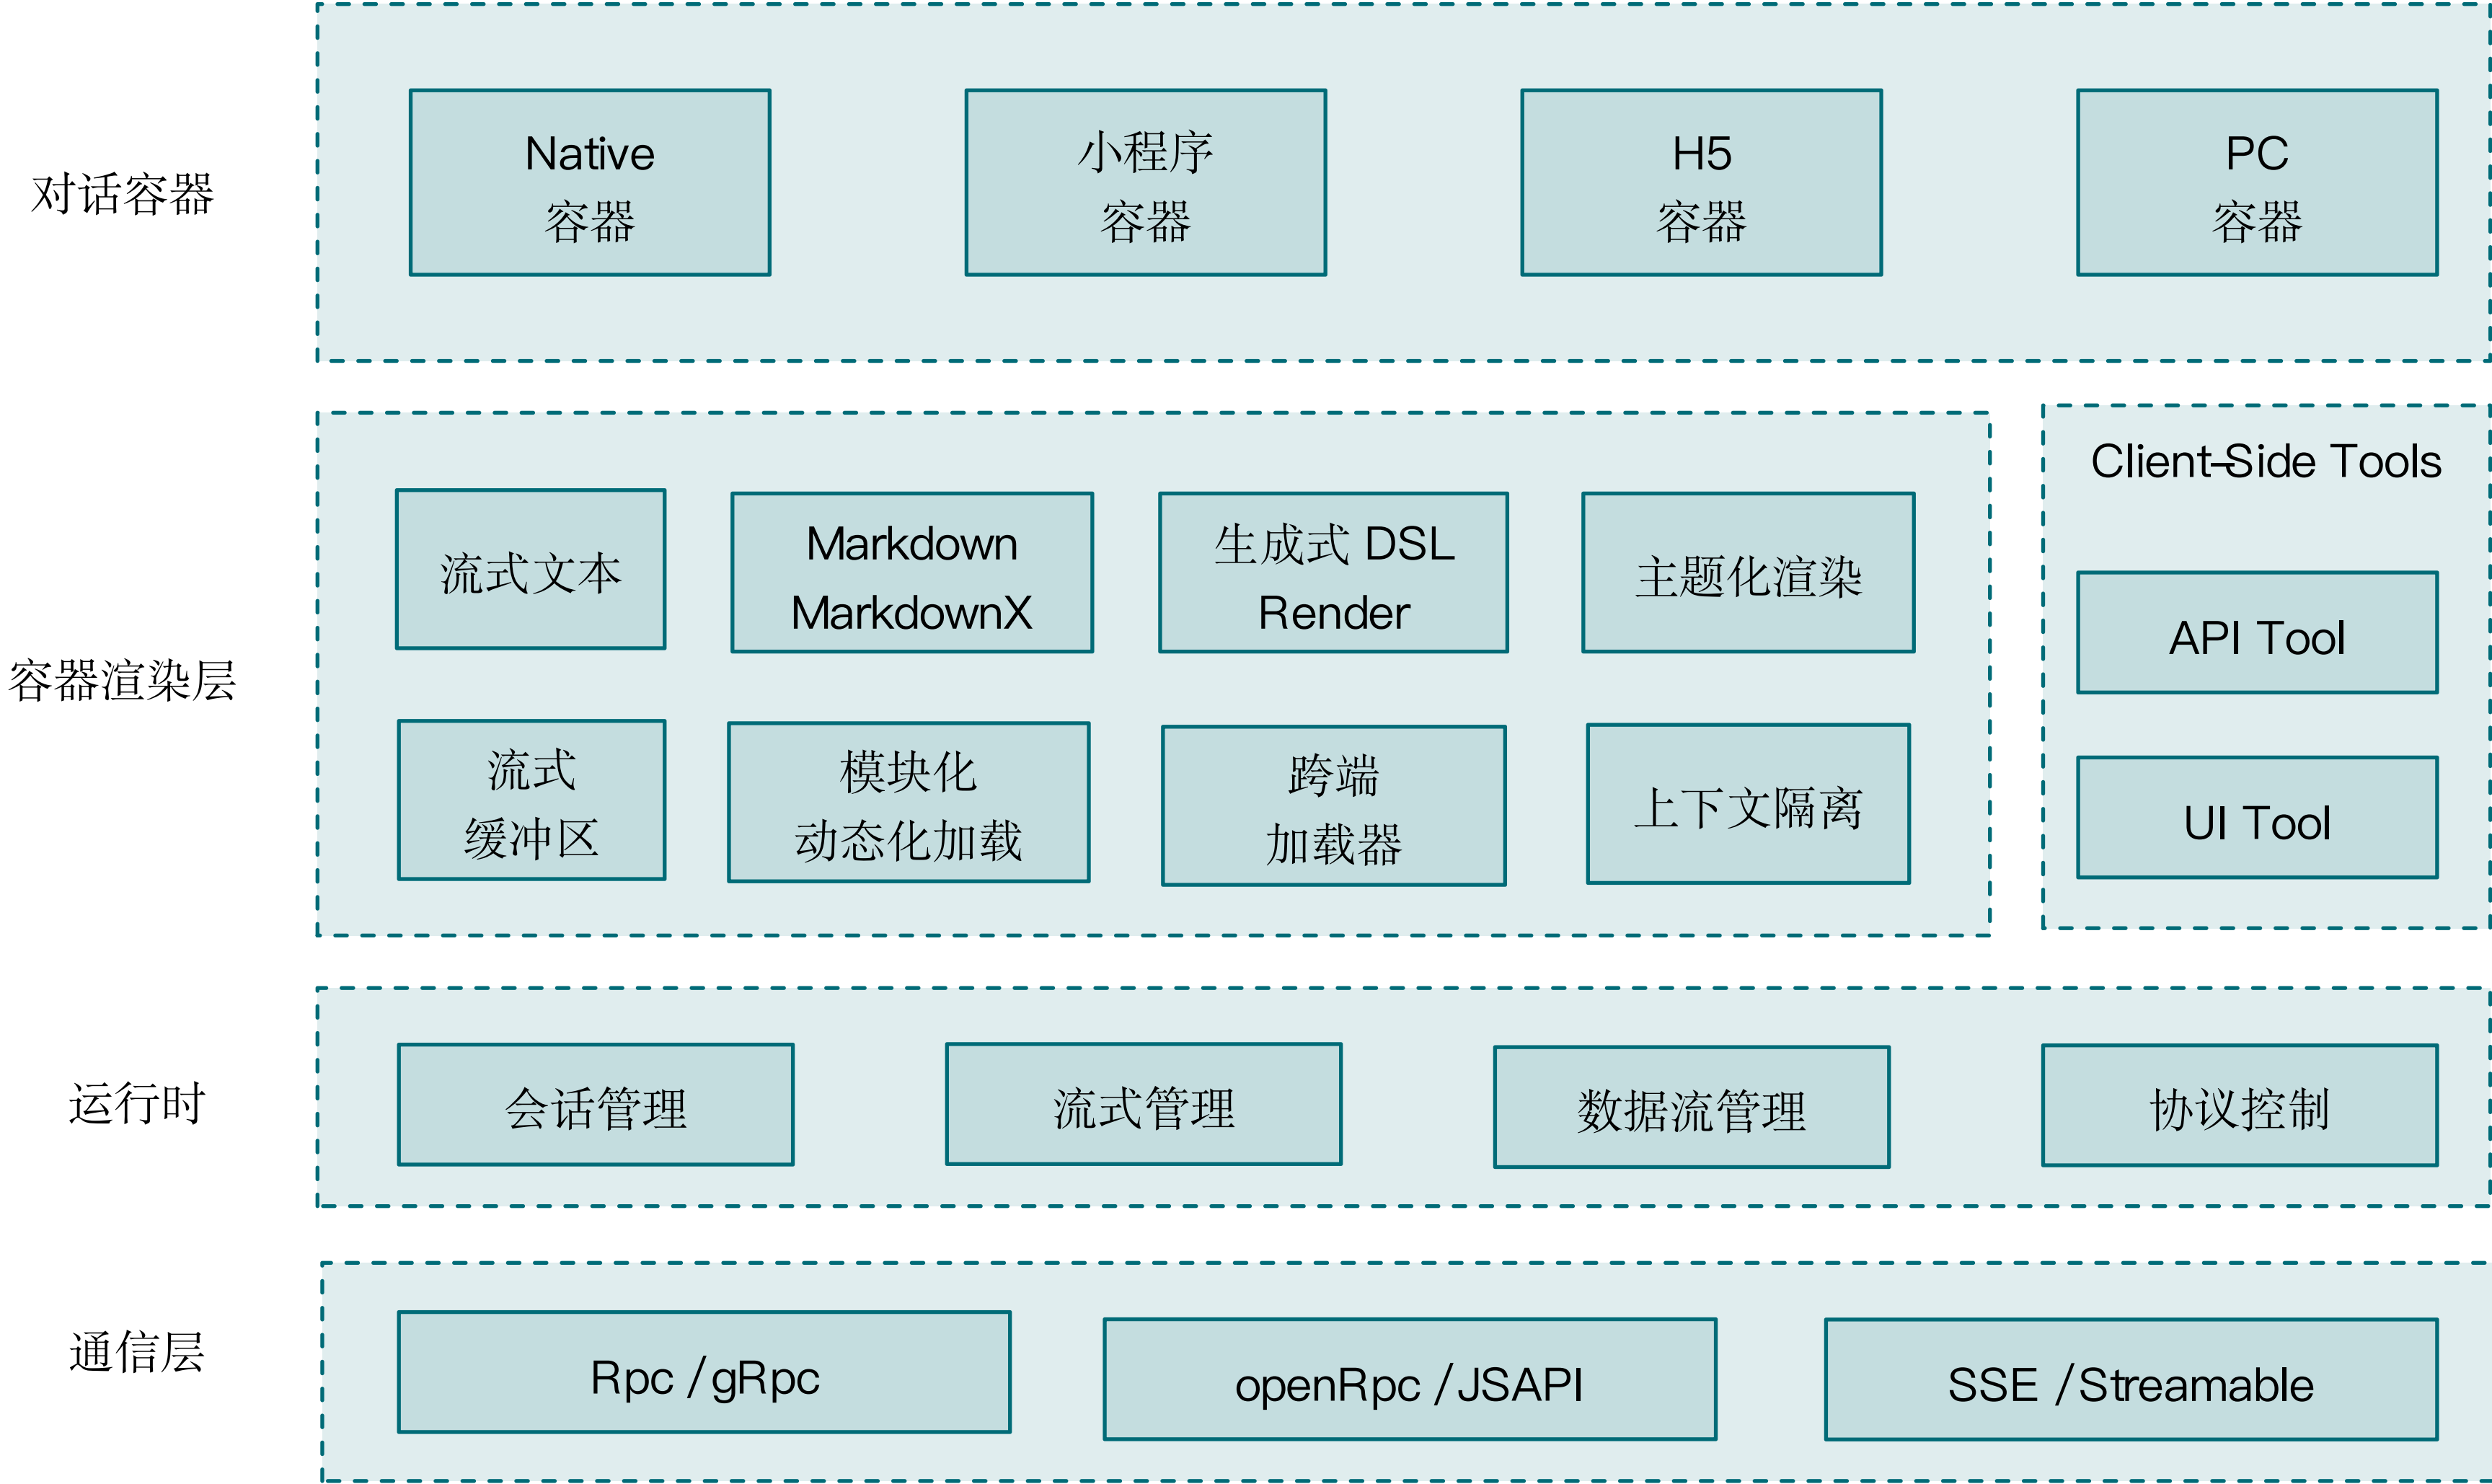 对话容器
Native
容器
小程序
容器
H5
容器
PC
容器
容器渲染层
流式文本
Markdown
MarkdownX
生成式 DSL
Render
主题化渲染
流式
缓冲区
模块化
动态化加载
跨端
加载器
上下文隔离
Client-Side Tools
API Tool
UI Tool
运行时
会话管理
流式管理
数据流管理
协议控制
通信层
Rpc /gRpc
openRpc /JSAPI
SSE /Streamable